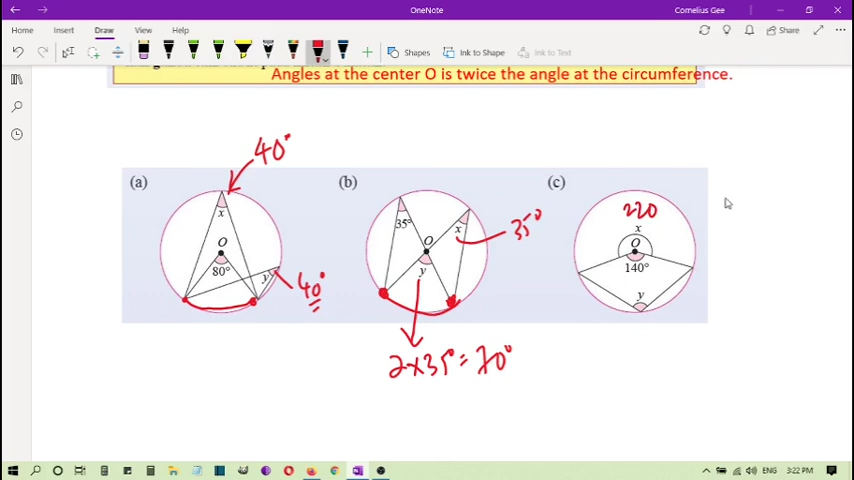 OneNote
Cornelius Gee
Home Insert Draw View Help
Share
Shapes Ink to Shape Ink to Text
Angles at the center O is twice the angle at the circumference.
40°
(a) (b) (c)
x
O
80°
y
40°
35°
x
35°
O
y
220
x
O
140°
y
2×35°=70°
ENG 3:22 PM